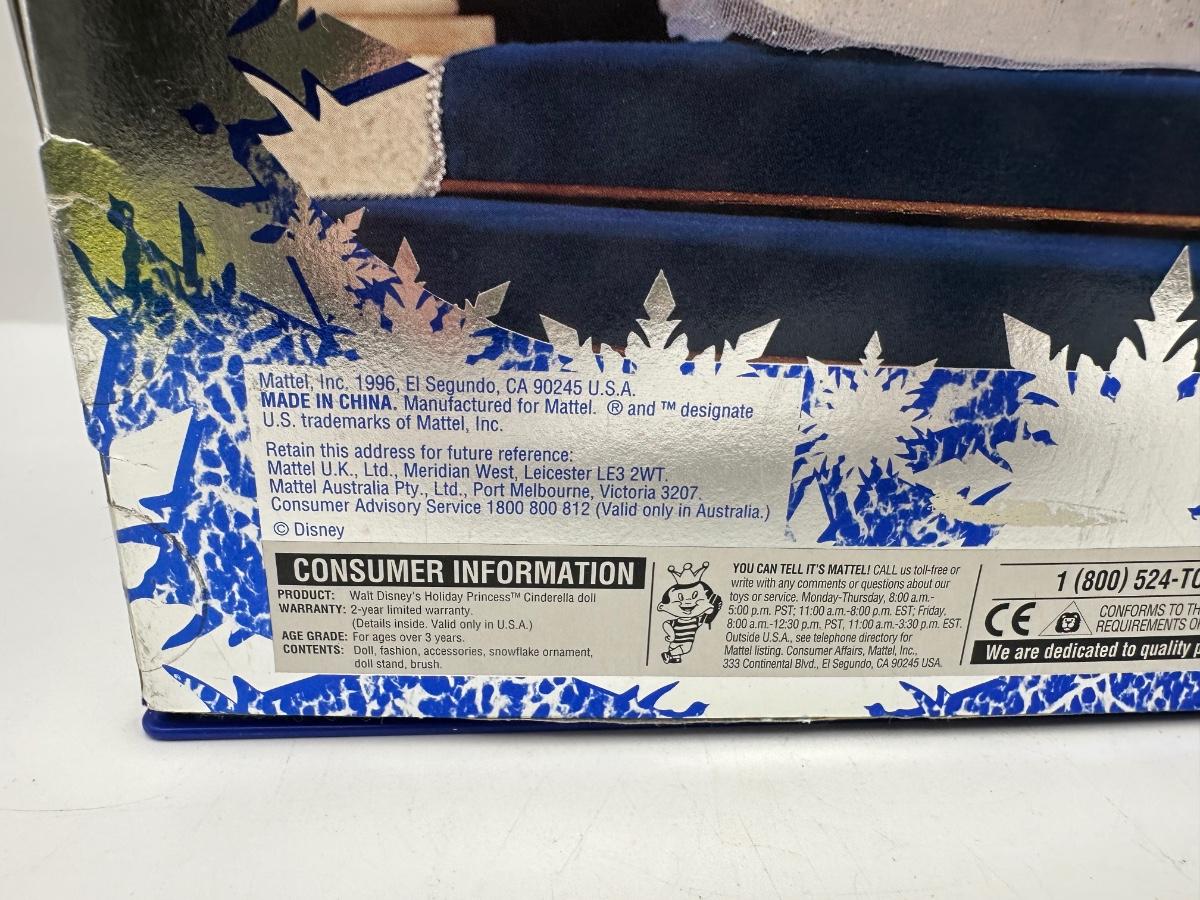 Mattel, Inc. 1996, El Segundo, CA 90245 U.S.A.
MADE IN CHINA. Manufactured for Mattel. ® and ™ designate
U.S. trademarks of Mattel, Inc.
Retain this address for future reference:
Mattel U.K., Ltd., Meridian West, Leicester LE3 2WT.
Mattel Australia Pty., Ltd., Port Melbourne, Victoria 3207.
Consumer Advisory Service 1800 800 812 (Valid only in Australia.)
© Disney
CONSUMER INFORMATION
PRODUCT: Walt Disney's Holiday Princess™ Cinderella doll
WARRANTY: 2-year limited warranty.
(Details inside. Valid only in U.S.A.)
AGE GRADE: For ages over 3 years.
CONTENTS: Doll, fashion, accessories, snowflake ornament,
doll stand, brush.
YOU CAN TELL IT'S MATTEL! CALL us toll-free or
write with any comments or questions about our
toys or service. Monday-Thursday, 8:00 a.m.-
5:00 p.m. PST; 11:00 a.m.-8:00 p.m. EST; Friday,
8:00 a.m.-12:30 p.m. PST, 11:00 a.m.-3:30 p.m. EST.
Outside U.S.A., see telephone directory for
Mattel listing. Consumer Affairs, Mattel, Inc.,
333 Continental Blvd., El Segundo, CA 90245 USA.
1 (800) 524-TO
CE
CONFORMS TO TH
REQUIREMENTS O
We are dedicated to quality p